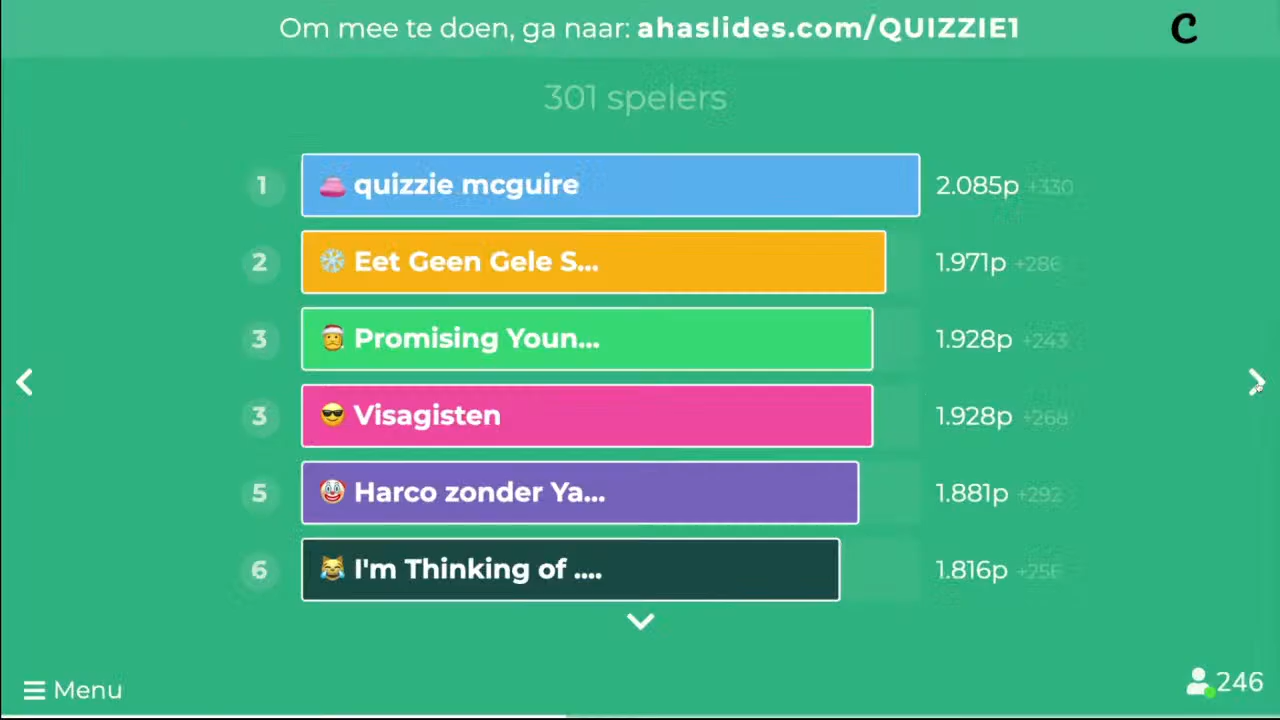 Om mee te doen, ga naar: ahaslides.com/QUIZZIE1
C
301 spelers
1 quizzie mcguire 2.085p +330
2 Eet Geen Gele S... 1.971p +286
3 Promising Youn... 1.928p +243
3 Visagisten 1.928p +268
5 Harco zonder Ya... 1.881p +292
6 I'm Thinking of .... 1.816p +256
Menu
246